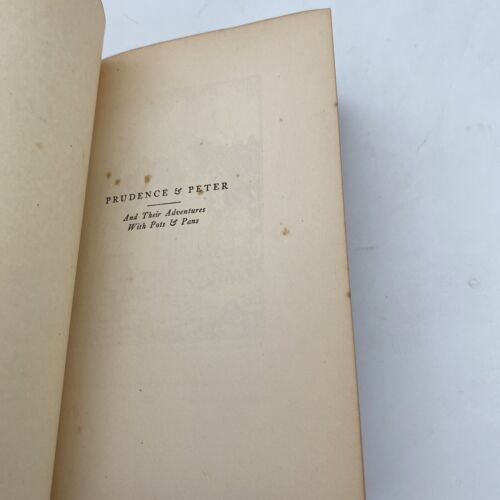 PRUDENCE & PETER
And Their Adventures
With Pots & Pans